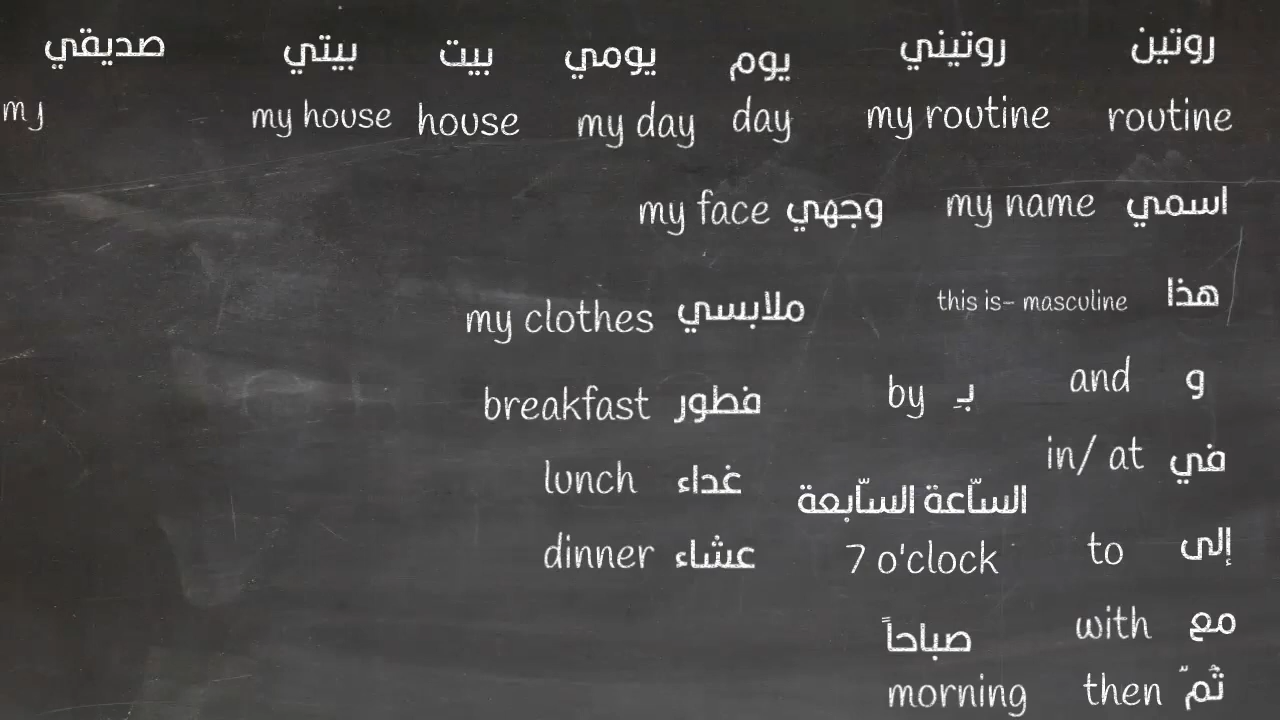 روتين روتيني يوم يومي بيت بيتي صديقي
routine my routine day my day house my house my
اسمي my name وجهي my face
هذا this is- masculine ملابسي my clothes
و and بِـ by فطور breakfast
في in/ at غداء lunch
السّاعة السّابعة
إلى to 7 o'clock عشاء dinner
مع with صباحاً
ثُمّ then morning